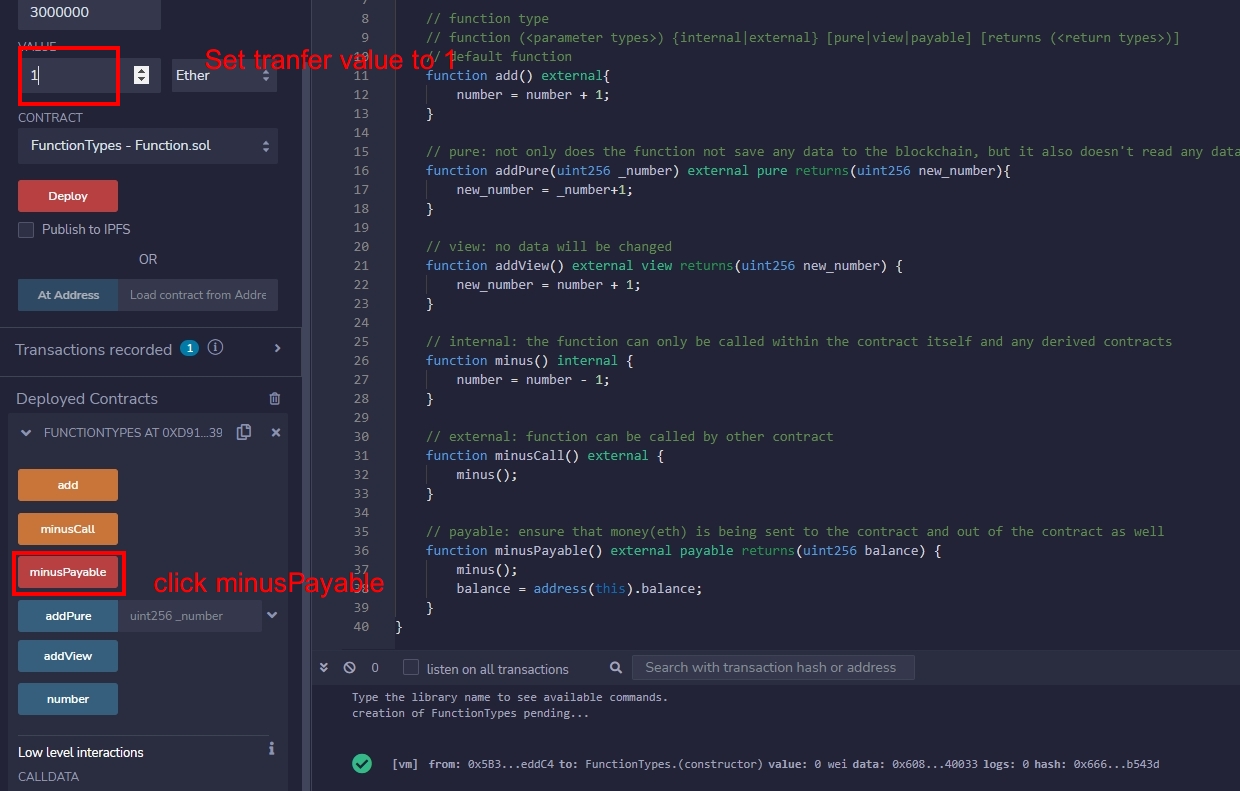 3000000
VALUE
1
Ether
Set tranfer value to 1
CONTRACT
FunctionTypes - Function.sol
Deploy
Publish to IPFS
OR
At Address
Load contract from Addre
Transactions recorded 1
Deployed Contracts
FUNCTIONTYPES AT 0XD91...39
add
minusCall
minusPayable
click minusPayable
addPure uint256 _number
addView
number
Low level interactions
CALLDATA
8 // function type
9 // function (<parameter types>) {internal|external} [pure|view|payable] [returns (<return types>)]
10 // default function
11 function add() external{
12 number = number + 1;
13 }
14
15 // pure: not only does the function not save any data to the blockchain, but it also doesn't read any data
16 function addPure(uint256 _number) external pure returns(uint256 new_number){
17 new_number = _number+1;
18 }
19
20 // view: no data will be changed
21 function addView() external view returns(uint256 new_number) {
22 new_number = number + 1;
23 }
24
25 // internal: the function can only be called within the contract itself and any derived contracts
26 function minus() internal {
27 number = number - 1;
28 }
29
30 // external: function can be called by other contract
31 function minusCall() external {
32 minus();
33 }
34
35 // payable: ensure that money(eth) is being sent to the contract and out of the contract as well
36 function minusPayable() external payable returns(uint256 balance) {
37 minus();
38 balance = address(this).balance;
39 }
40 }
0 listen on all transactions Search with transaction hash or address
Type the library name to see available commands.
creation of FunctionTypes pending...
[vm] from: 0x5B3...eddC4 to: FunctionTypes.(constructor) value: 0 wei data: 0x608...40033 logs: 0 hash: 0x666...b543d